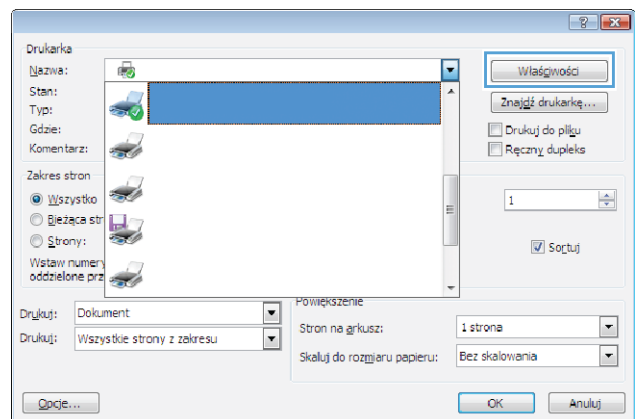 Drukarka
Nazwa:
Właściwości
Stan:
Typ:
Znajdź drukarkę...
Gdzie:
Drukuj do pliku
Komentarz:
Ręczny dupleks
Zakres stron
Wszystko
1
Bieżąca str
Strony:
Sortuj
Wstaw numery
oddzielone prz
Powiększenie
Drukuj: Dokument
Stron na arkusz: 1 strona
Drukuj: Wszystkie strony z zakresu
Skaluj do rozmiaru papieru: Bez skalowania
Opcje... OK Anuluj